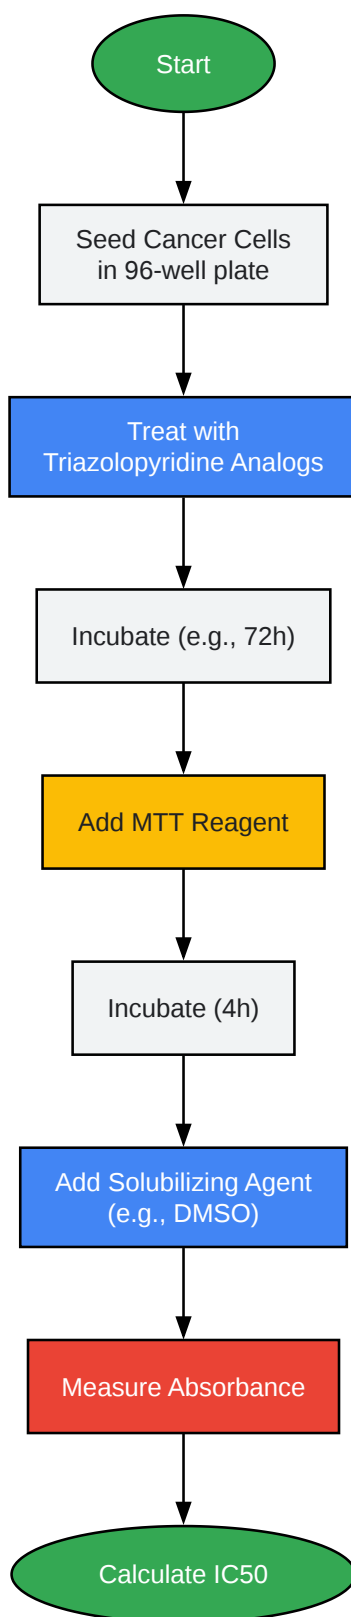 Start
Seed Cancer Cells
in 96-well plate
Treat with
Triazolopyridine Analogs
Incubate (e.g., 72h)
Add MTT Reagent
Incubate (4h)
Add Solubilizing Agent
(e.g., DMSO)
Measure Absorbance
Calculate IC50